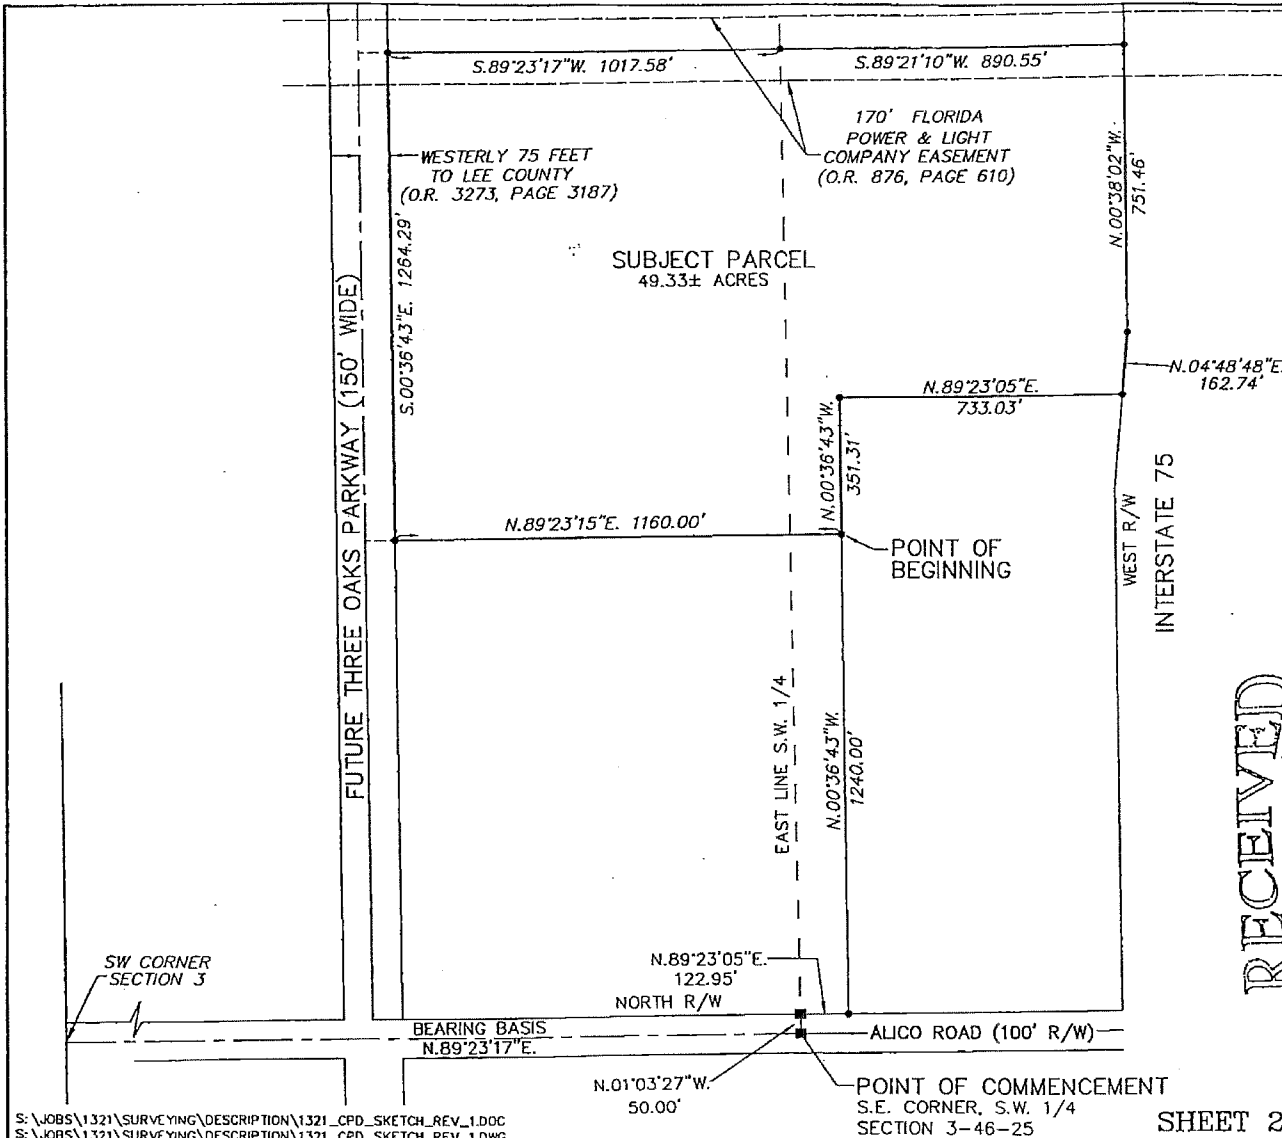 S.89°23'17"W. 1017.58'
S.89°21'10"W. 890.55'
170' FLORIDA
POWER & LIGHT
COMPANY EASEMENT
(O.R. 876, PAGE 610)
WESTERLY 75 FEET
TO LEE COUNTY
(O.R. 3273, PAGE 3187)
N.00°38'02"W.
751.46'
S.00°36'43"E. 1264.29'
SUBJECT PARCEL
49.33± ACRES
FUTURE THREE OAKS PARKWAY (150' WIDE)
N.04°48'48"E.
162.74'
N.89°23'05"E.
733.03'
N.00°36'43"W.
351.31'
N.89°23'15"E. 1160.00'
POINT OF
BEGINNING
WEST R/W
INTERSTATE 75
EAST LINE S.W. 1/4
N.00°36'43"W.
1240.00'
RECEIVED
SW CORNER
SECTION 3
N.89°23'05"E.
122.95'
NORTH R/W
BEARING BASIS
N.89°23'17"E.
ALICO ROAD (100' R/W)
N.01°03'27"W.
50.00'
POINT OF COMMENCEMENT
S.E. CORNER, S.W. 1/4
SECTION 3-46-25
SHEET 2
S:\JOBS\1321\SURVEYING\DESCRIPTION\1321_CPD_SKETCH_REV_1.DOC
S:\JOBS\1321\SURVEYING\DESCRIPTION\1321_CPD_SKETCH_REV_1.DWG